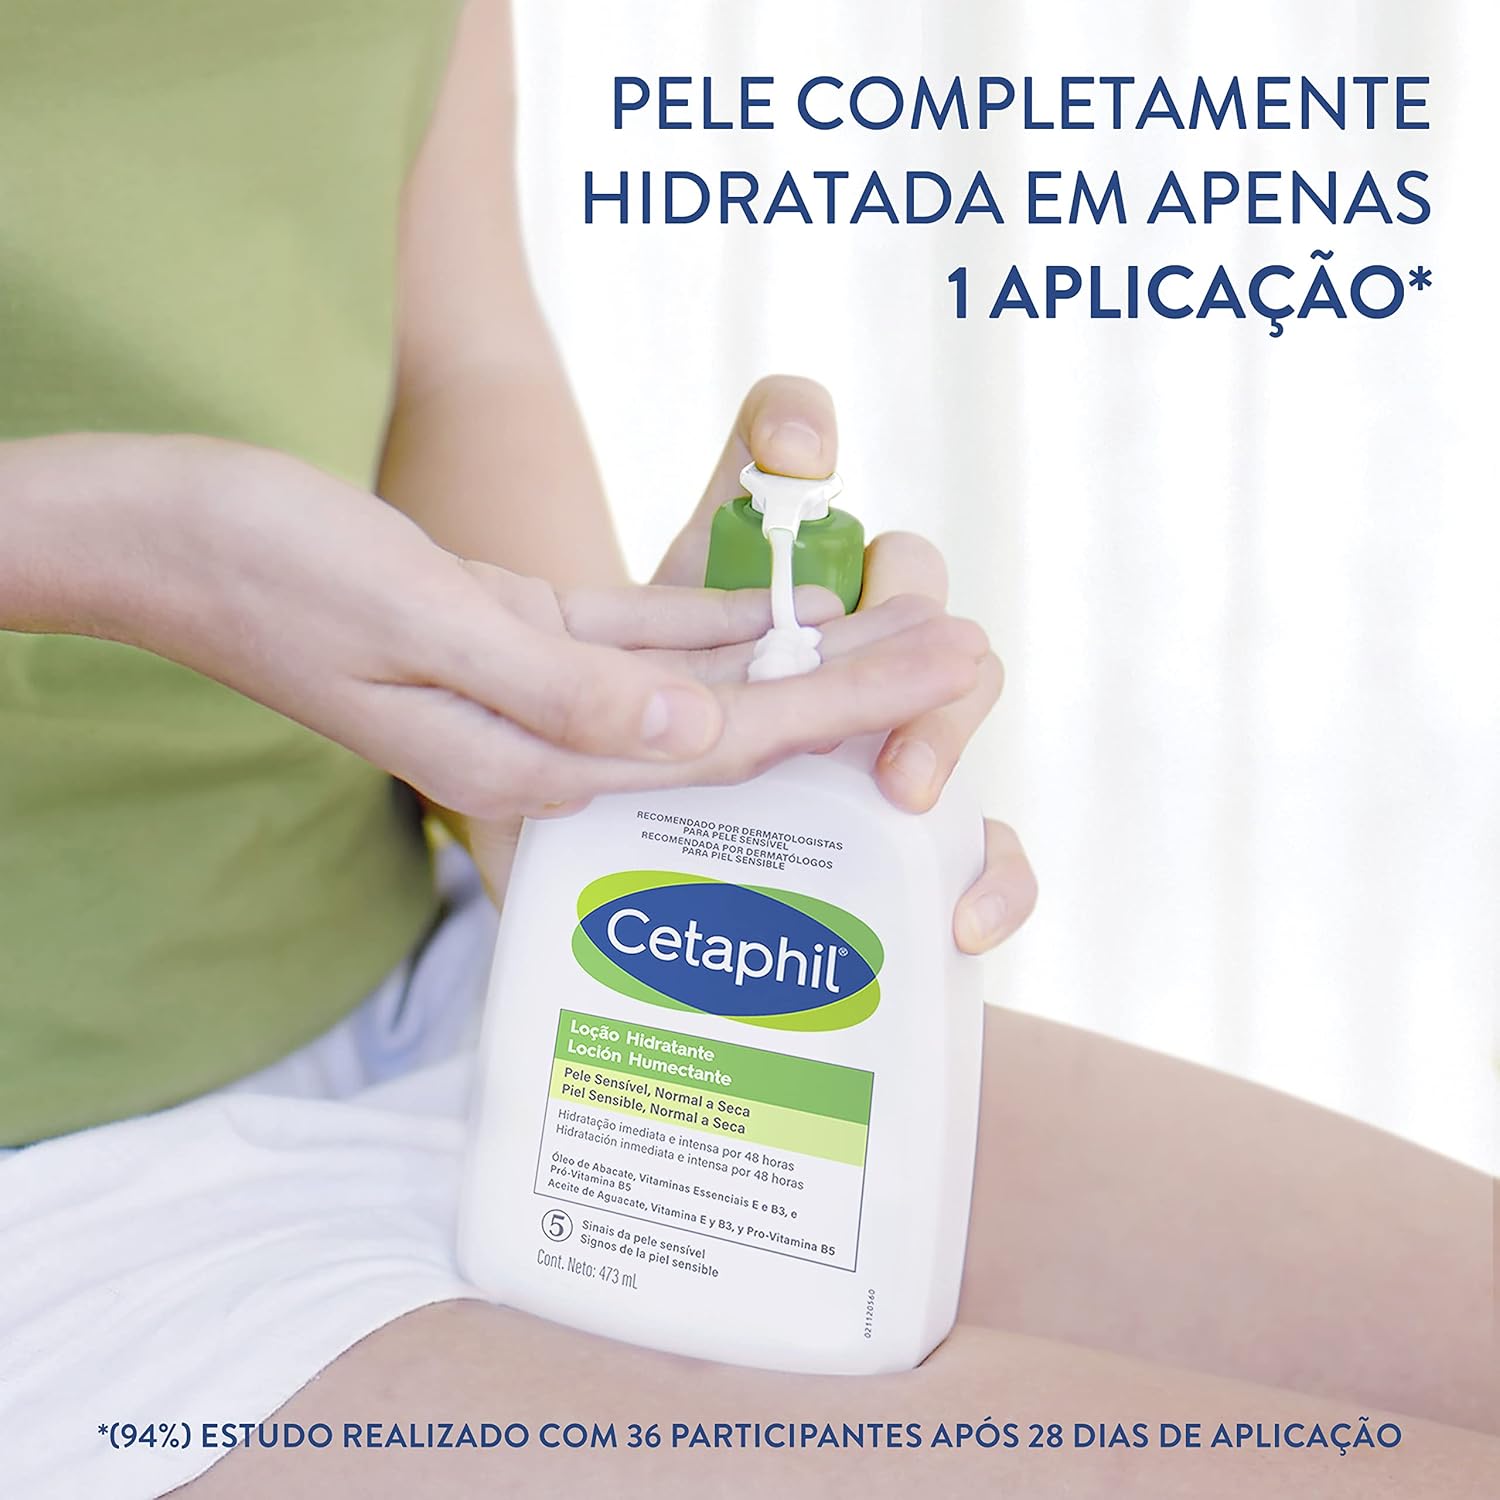 PELE COMPLETAMENTE
HIDRATADA EM APENAS
1 APLICAÇÃO*
RECOMENDADO POR DERMATOLOGISTAS
PARA PELE SENSÍVEL
RECOMENDADA POR DERMATÓLOGOS
PARA PIEL SENSIBLE
Cetaphil®
Loção Hidratante
Loción Humectante
Pele Sensível, Normal a Seca
Piel Sensible, Normal a Seca
Hidratação imediata e intensa por 48 horas
Hidratación inmediata e intensa por 48 horas
Óleo de Abacate, Vitaminas Essenciais E e B3, e
Pró-Vitamina B5
Aceite de Aguacate, Vitamina E y B3, y Pro-Vitamina B5
5 Sinais da pele sensível
Signos de la piel sensible
Cont. Neto: 473 mL
021120560
*(94%) ESTUDO REALIZADO COM 36 PARTICIPANTES APÓS 28 DIAS DE APLICAÇÃO